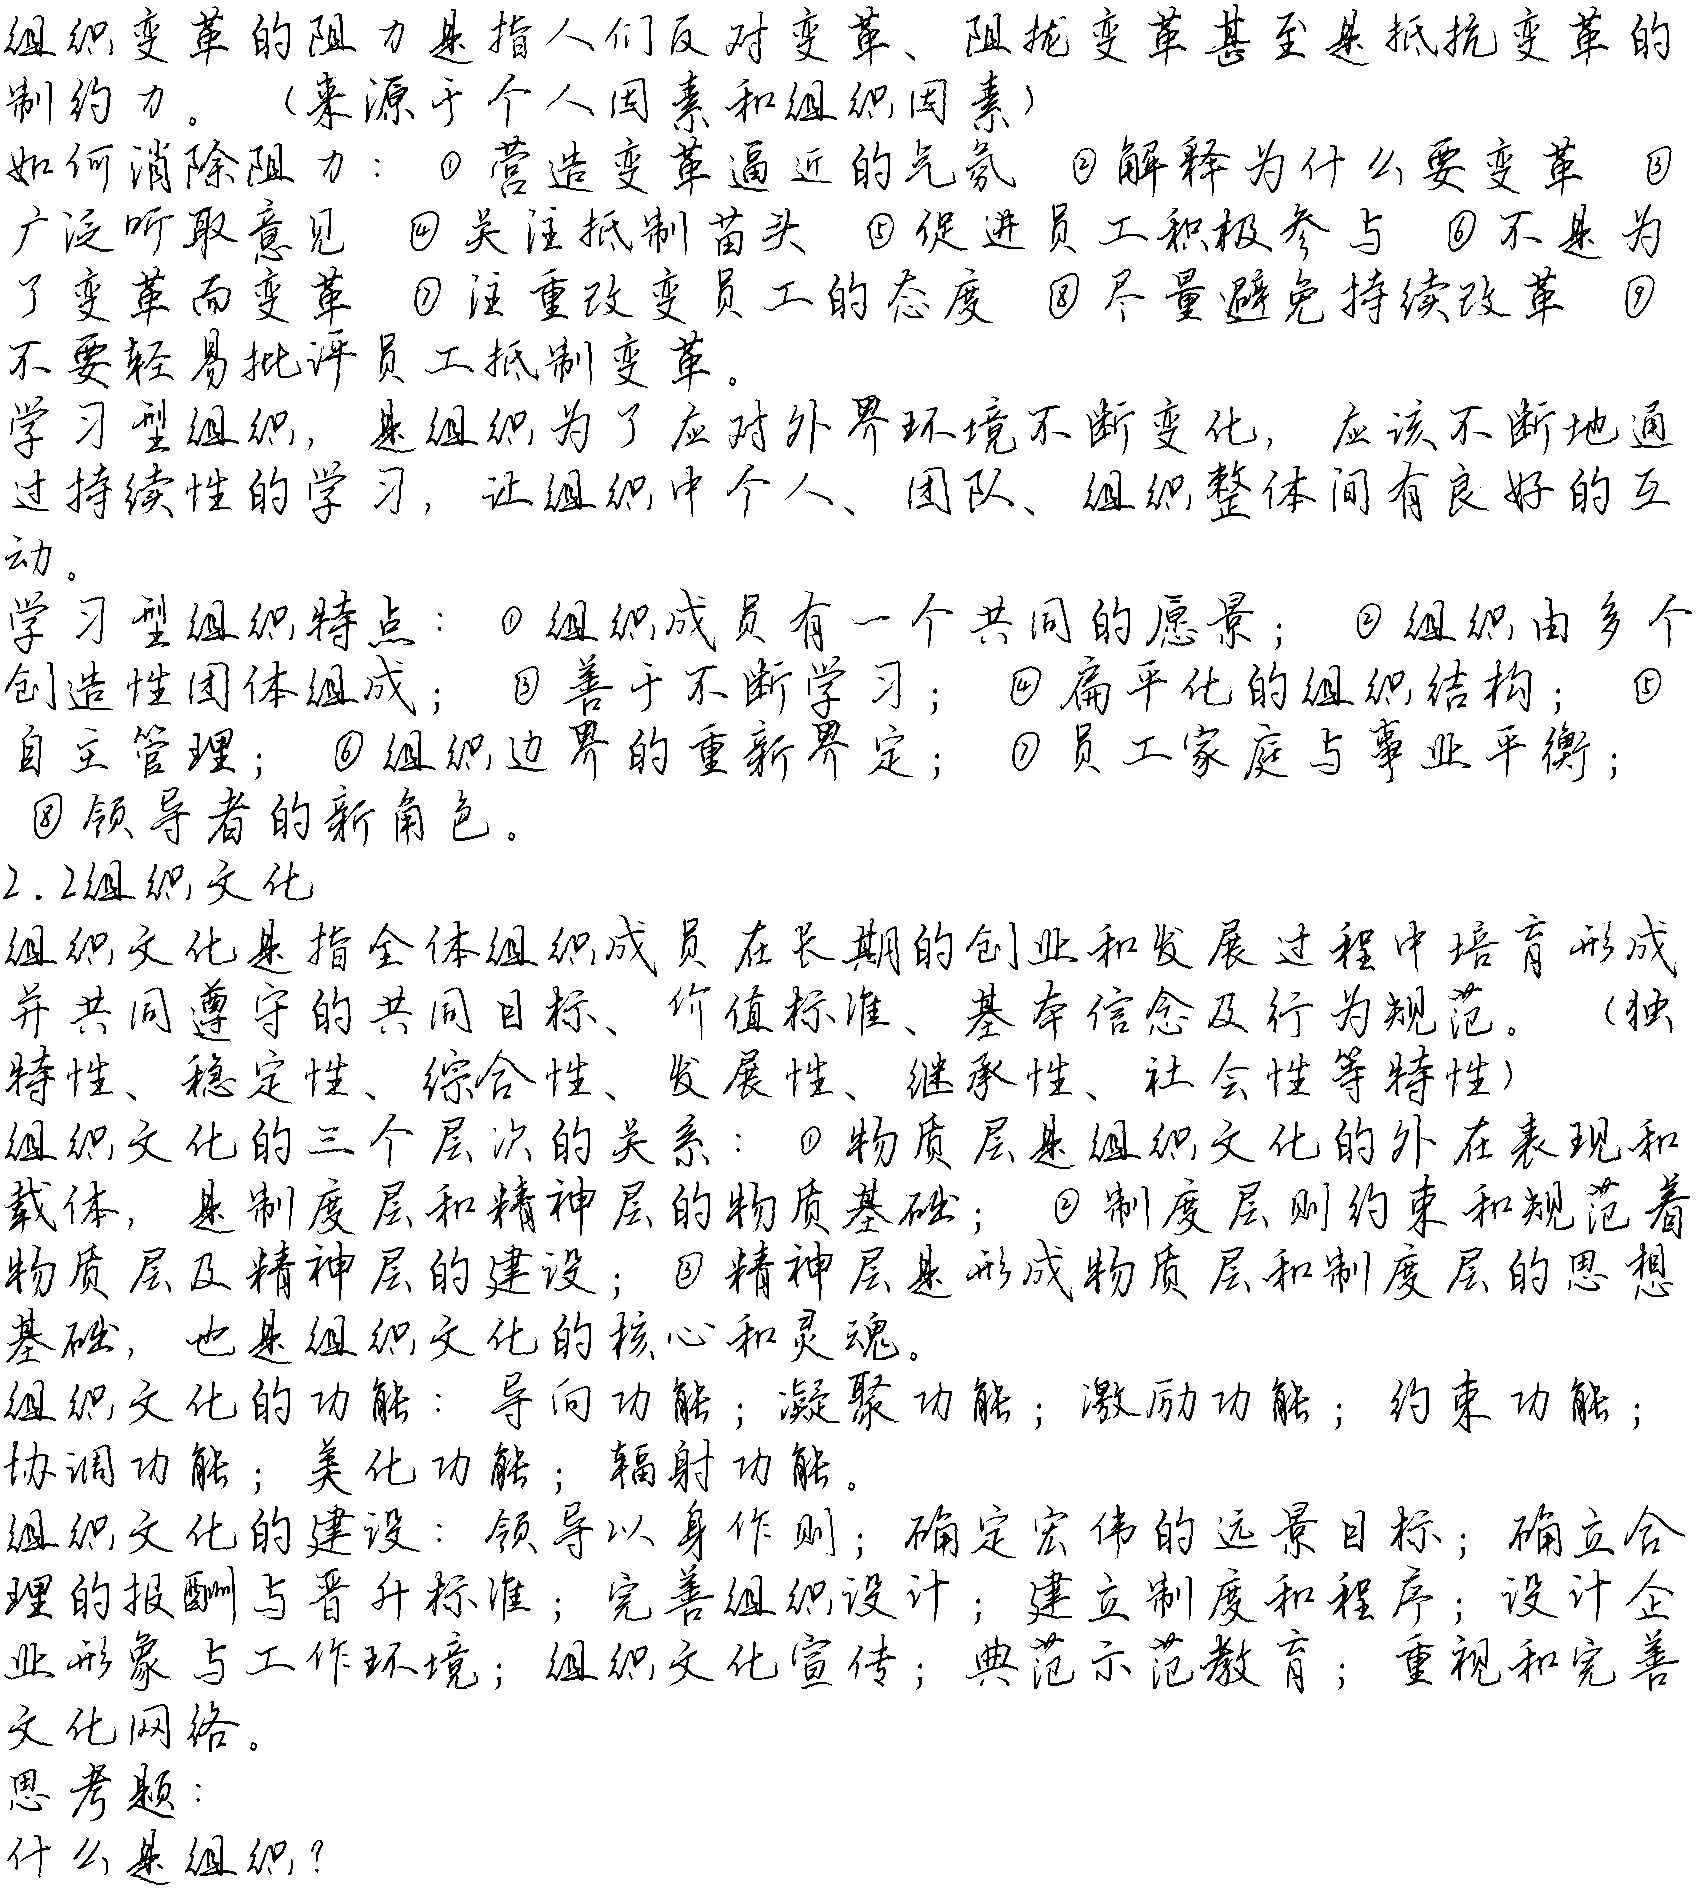 组织变革的阻力是指人们反对变革、阻拢变革甚至是抵抗变革的
制约力。（来源于个人因素和组织因素）
如何消除阻力：①营造变革逼近的气氛 ②解释为什么要变革 ③
广泛听取意见 ④关注抵制苗头 ⑤促进员工积极参与 ⑥不是为
了变革而变革 ⑦注重改变员工的态度 ⑧尽量避免持续改革 ⑨
不要轻易批评员工抵制变革。
学习型组织，是组织为了应对外界环境不断变化，应该不断地通
过持续性的学习，让组织中个人、团队、组织整体间有良好的互
动。
学习型组织特点：①组织成员有一个共同的愿景；②组织由多个
创造性团体组成；③善于不断学习；④扁平化的组织结构；⑤
自主管理；⑥组织边界的重新界定；⑦员工家庭与事业平衡；
⑧领导者的新角色。
2.2组织文化
组织文化是指全体组织成员在长期的创业和发展过程中培育形成
并共同遵守的共同目标、价值标准、基本信念及行为规范。（独
特性、稳定性、综合性、发展性、继承性、社会性等特性）
组织文化的三个层次的关系：①物质层是组织文化的外在表现和
载体，是制度层和精神层的物质基础；②制度层则约束和规范着
物质层及精神层的建设；③精神层是形成物质层和制度层的思想
基础，也是组织文化的核心和灵魂。
组织文化的功能：导向功能；凝聚功能；激励功能；约束功能；
协调功能；美化功能；辐射功能。
组织文化的建设：领导以身作则；确定宏伟的远景目标；确立合
理的报酬与晋升标准；完善组织设计；建立制度和程序；设计企
业形象与工作环境；组织文化宣传；典范示范教育；重视和完善
文化网络。
思考题：
什么是组织？